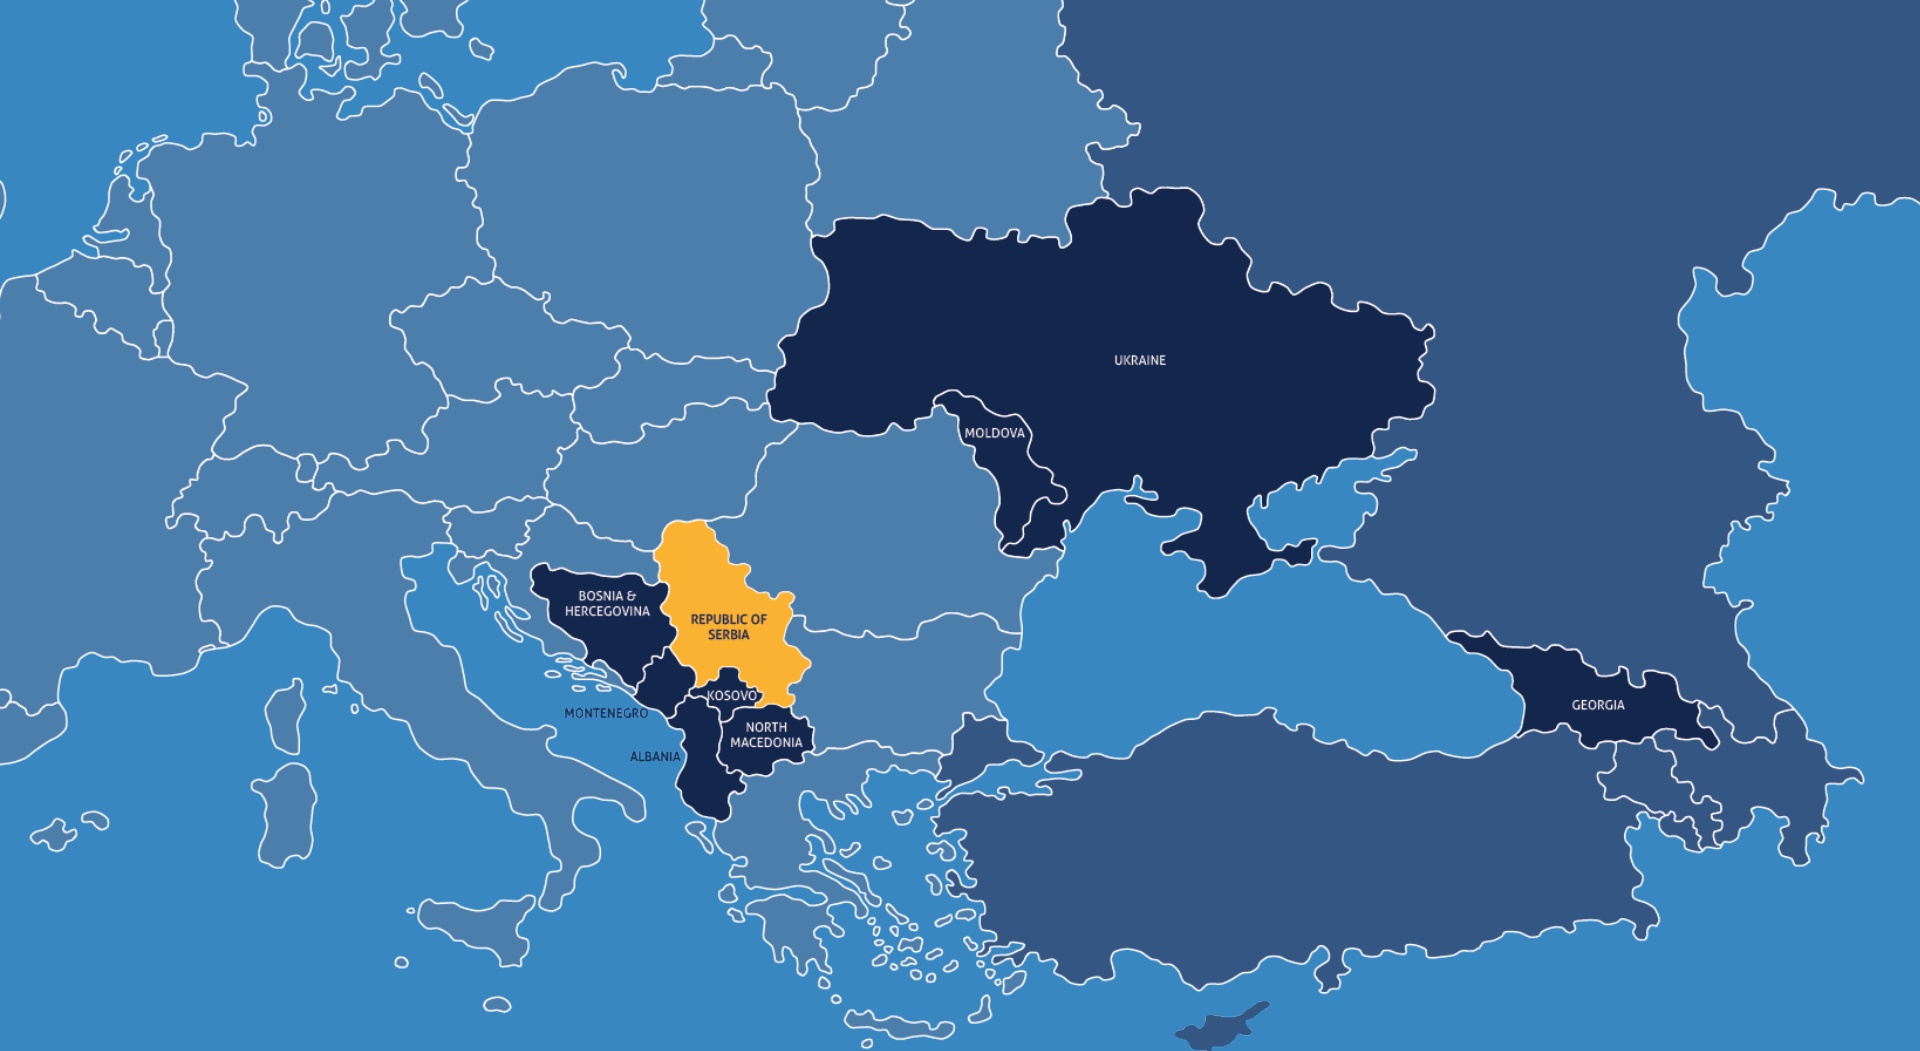 UKRAINE
MOLDOVA
BOSNIA &
HERCEGOVINA
REPUBLIC OF
SERBIA
KOSOVO
MONTENEGRO
GEORGIA
NORTH
MACEDONIA
ALBANIA